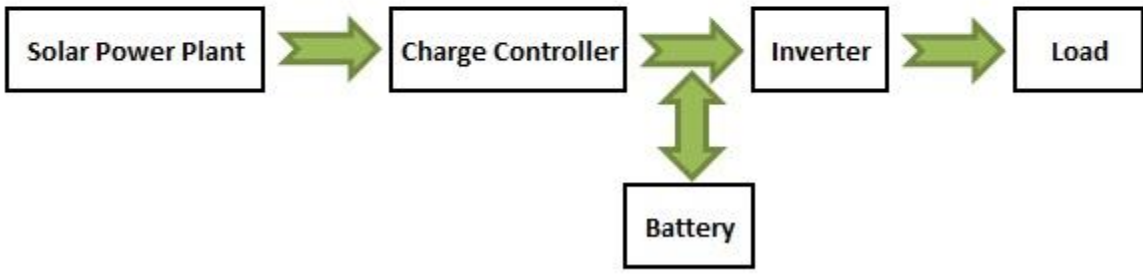 Solar Power Plant
Charge Controller
Inverter
Load
Battery